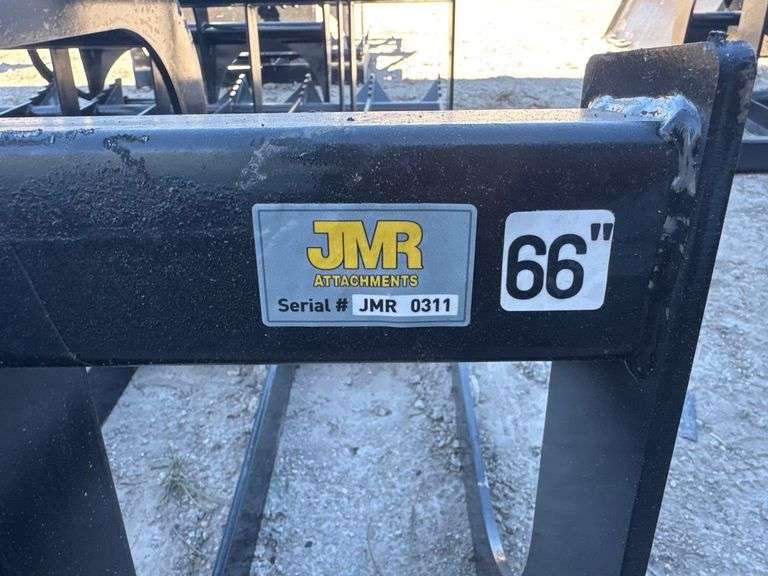 JMR
ATTACHMENTS
Serial # JMR 0311
66"